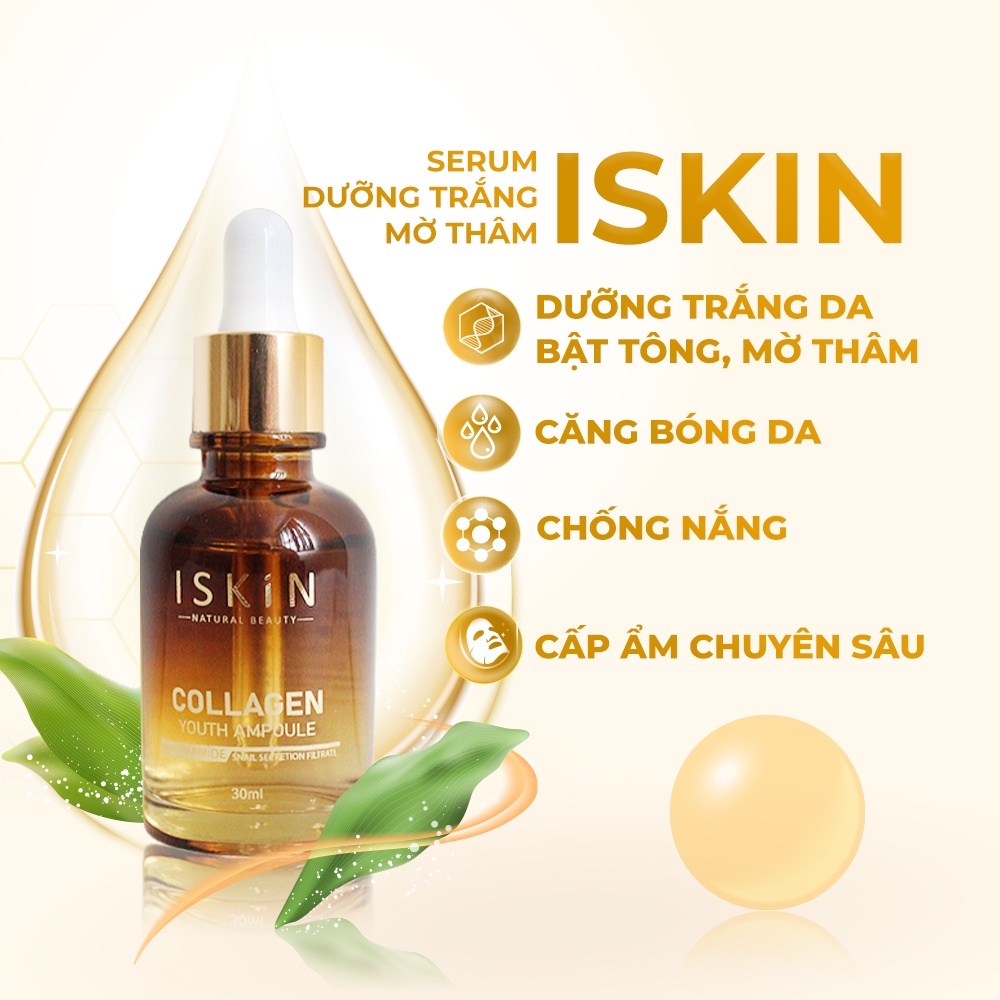 SERUM
DƯỠNG TRẮNG
MỜ THÂM
ISKIN
DƯỠNG TRẮNG DA
BẬT TÔNG, MỜ THÂM
CĂNG BÓNG DA
CHỐNG NẮNG
CẤP ẨM CHUYÊN SÂU
ISKiN
NATURAL BEAUTY
COLLAGEN
YOUTH AMPOULE
SNAIL SECRETION FILTRATE
30ml